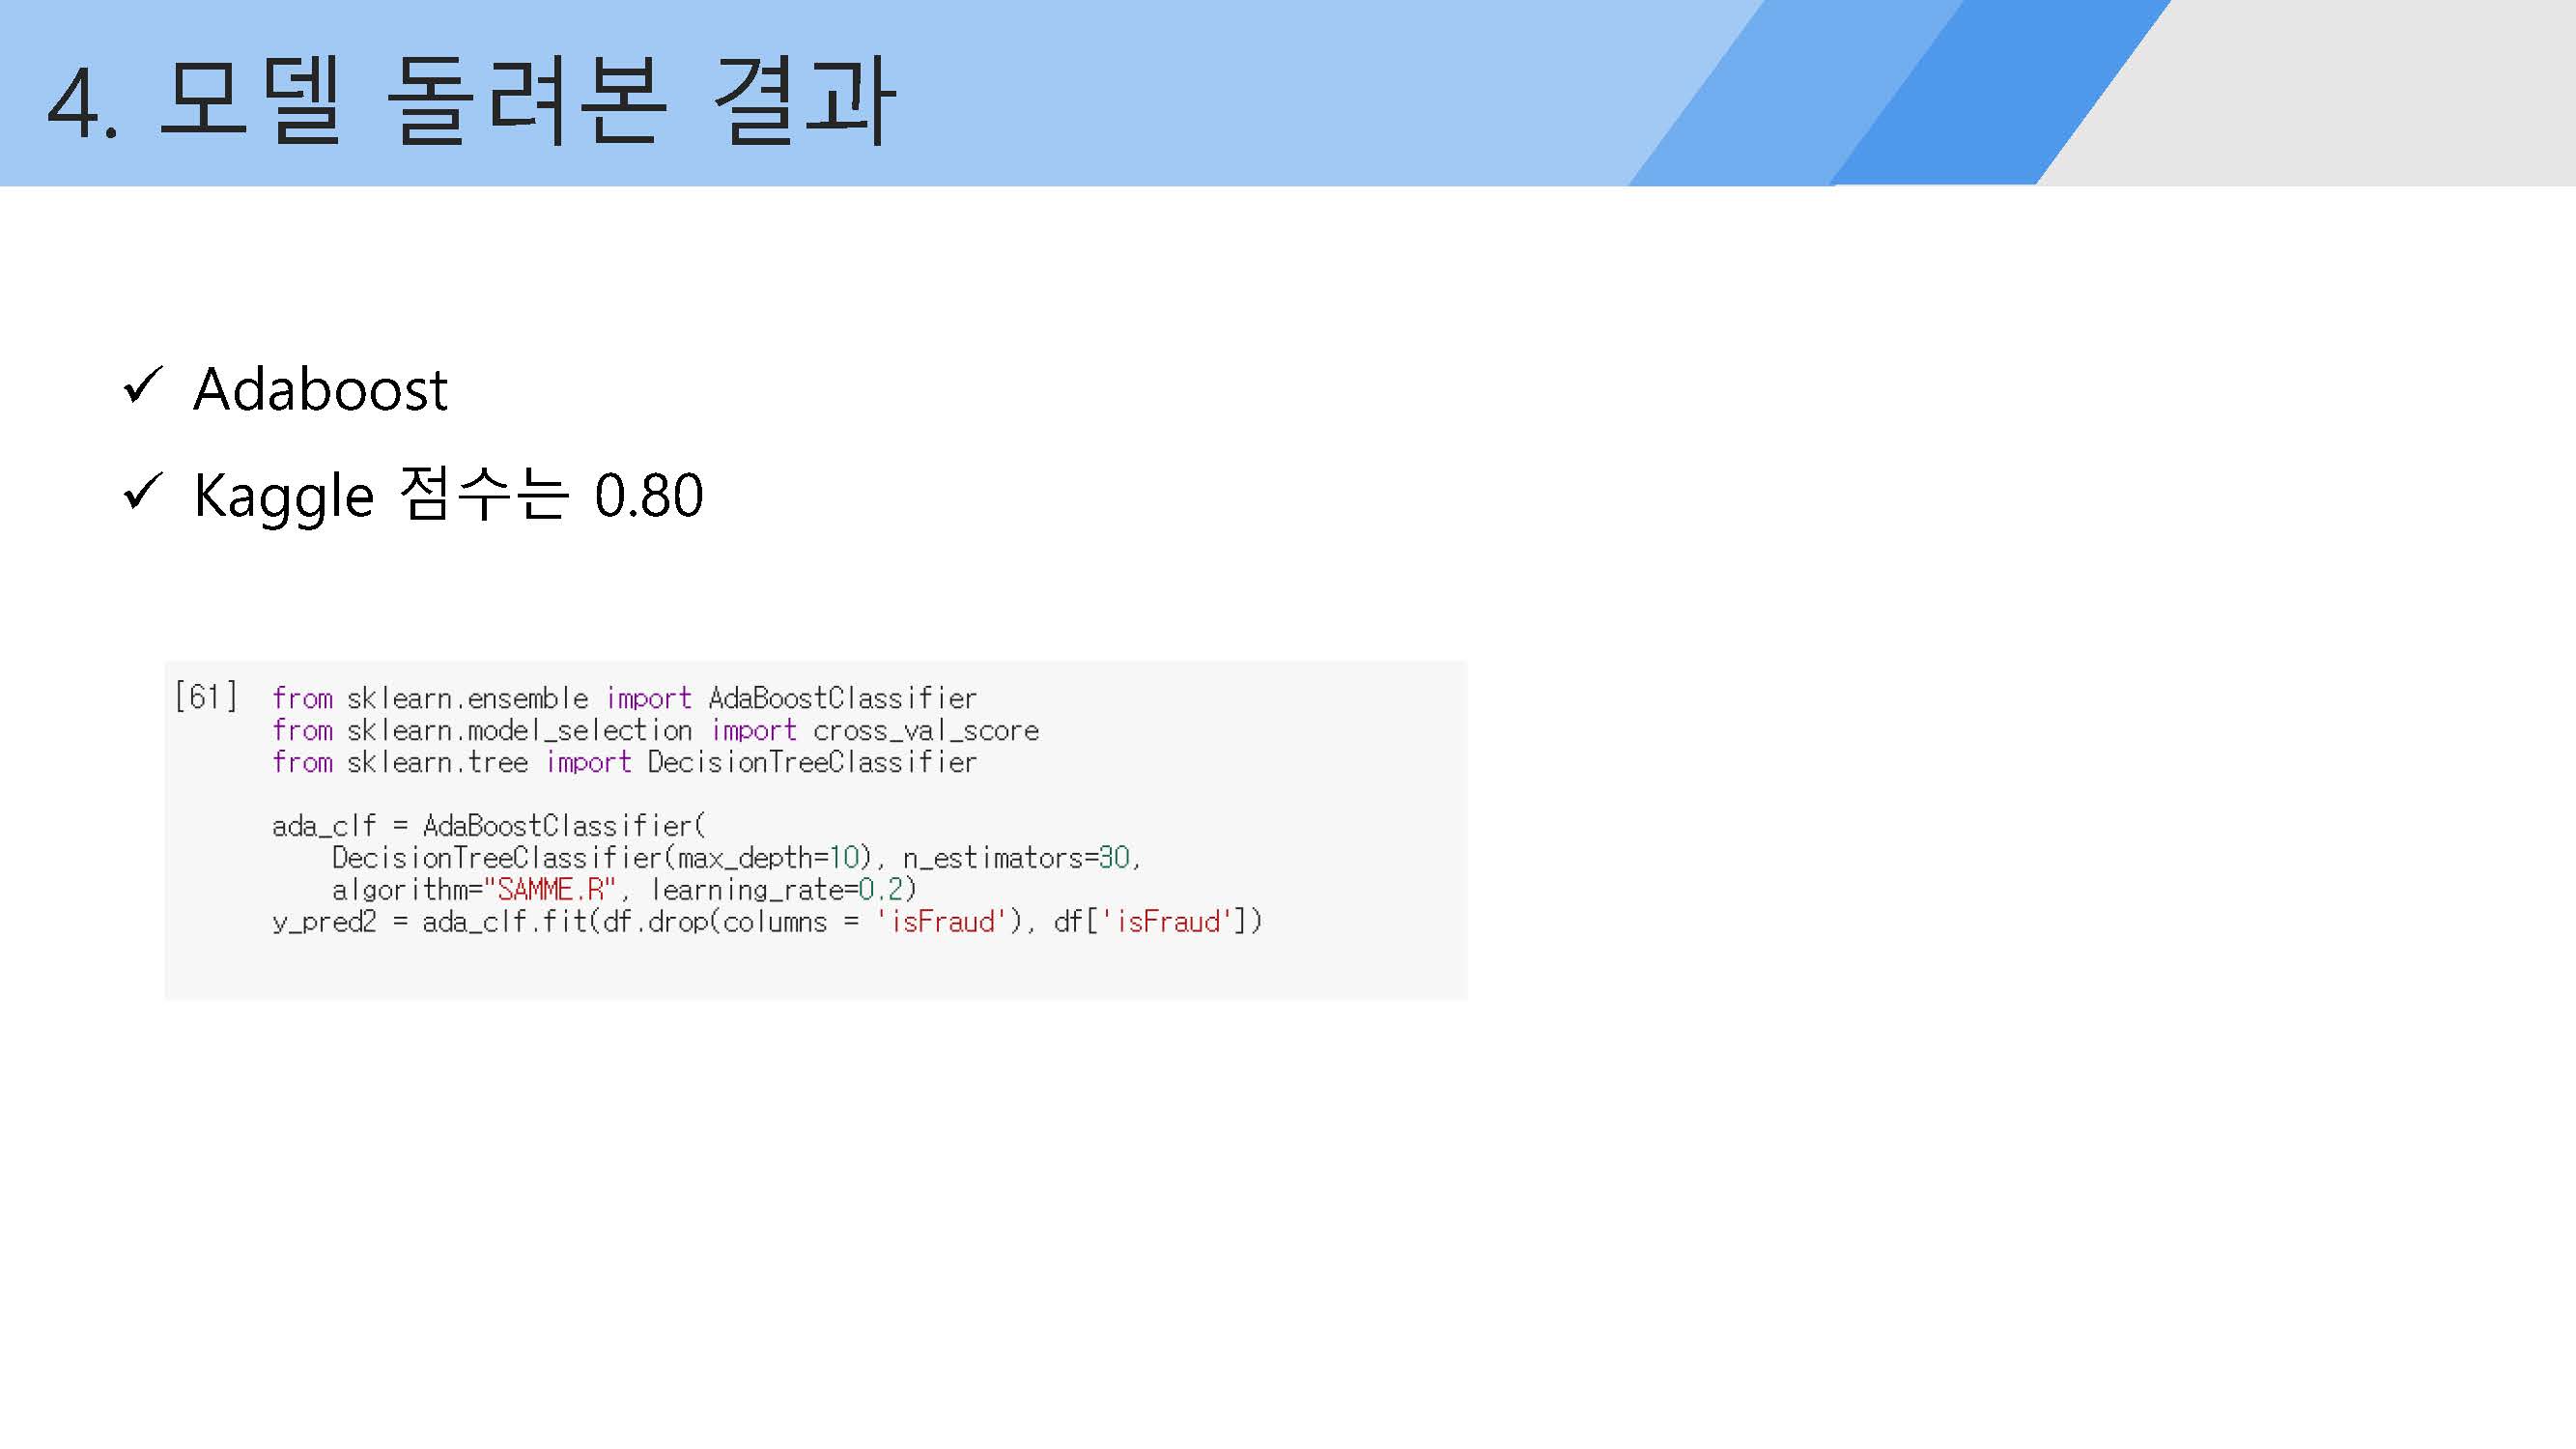 4. 모델 돌려본 결과
✓ Adaboost
✓ Kaggle 점수는 0.80
[61] from sklearn.ensemble import AdaBoostClassifier
from sklearn.model_selection import cross_val_score
from sklearn.tree import DecisionTreeClassifier
ada_clf = AdaBoostClassifier(
DecisionTreeClassifier(max_depth=10), n_estimators=30,
algorithm="SAMME.R", learning_rate=0.2)
y_pred2 = ada_clf.fit(df.drop(columns = 'isFraud'), df['isFraud'])